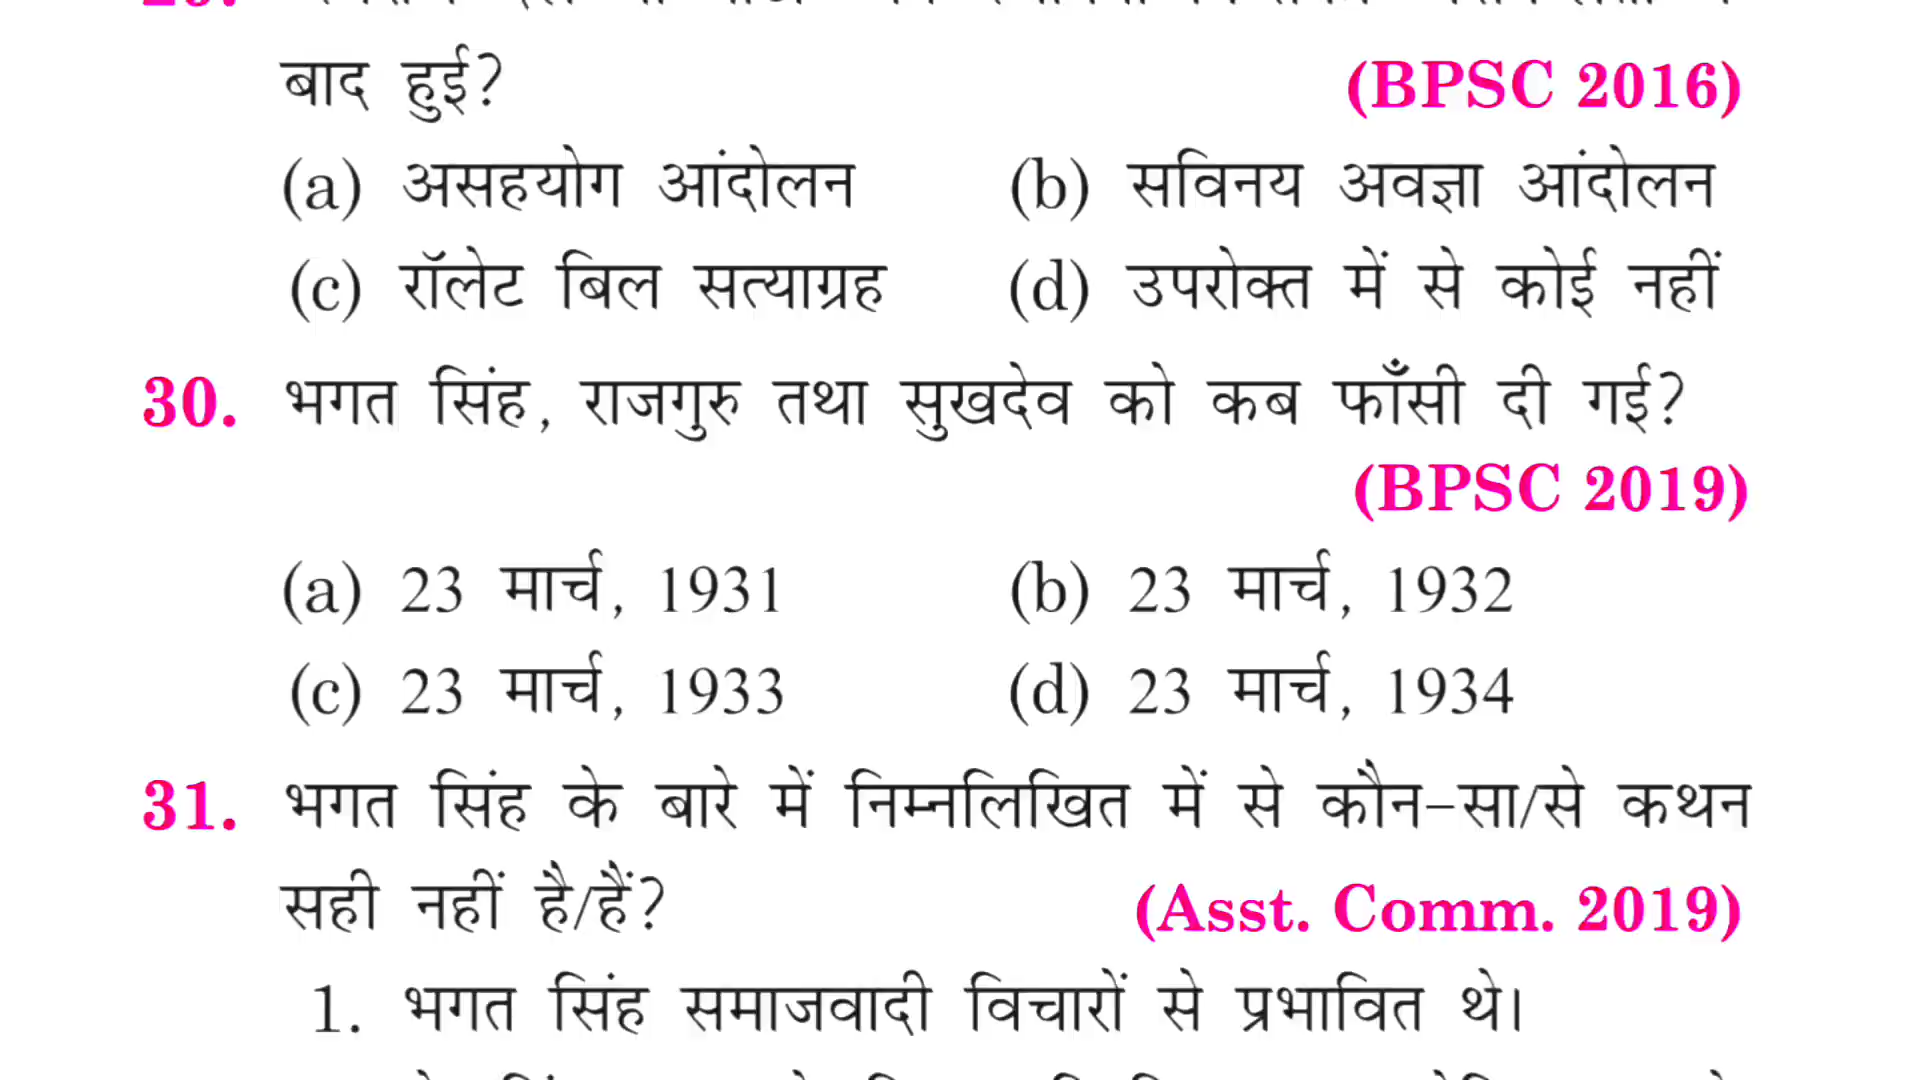 बाद हुई? (BPSC 2016)
(a) असहयोग आंदोलन (b) सविनय अवज्ञा आंदोलन
(c) रॉलेट बिल सत्याग्रह (d) उपरोक्त में से कोई नहीं
30. भगत सिंह, राजगुरु तथा सुखदेव को कब फाँसी दी गई?
(BPSC 2019)
(a) 23 मार्च, 1931 (b) 23 मार्च, 1932
(c) 23 मार्च, 1933 (d) 23 मार्च, 1934
31. भगत सिंह के बारे में निम्नलिखित में से कौन-सा/से कथन
सही नहीं है/हैं? (Asst. Comm. 2019)
1. भगत सिंह समाजवादी विचारों से प्रभावित थे।